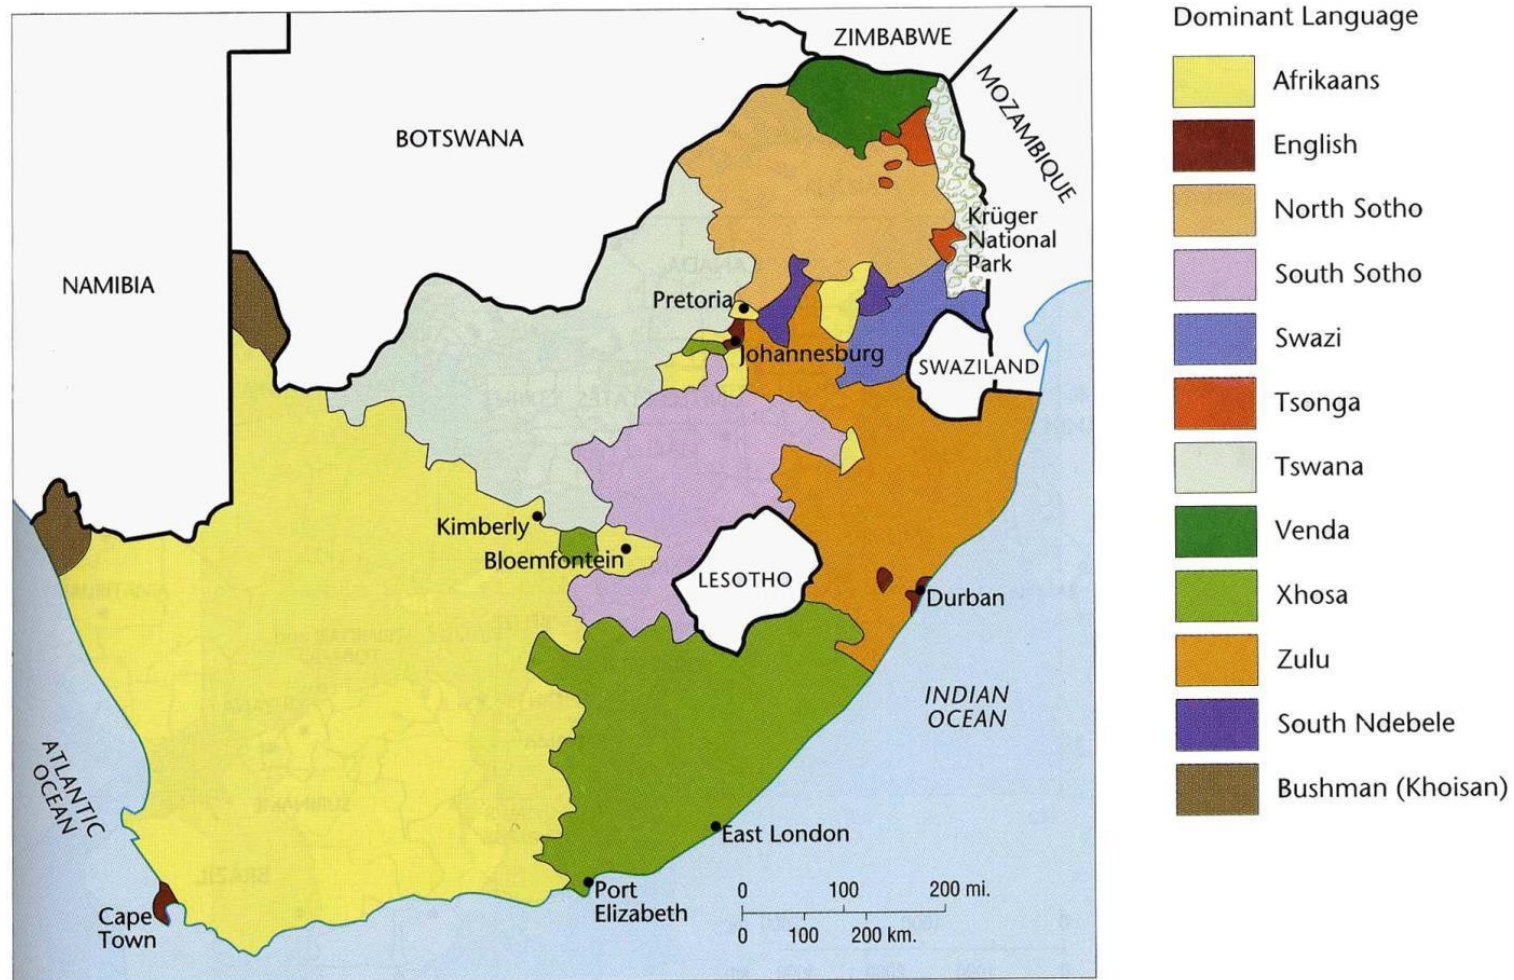 Dominant Language
Afrikaans
English
North Sotho
South Sotho
Swazi
Tsonga
Tswana
Venda
Xhosa
Zulu
South Ndebele
Bushman (Khoisan)
ZIMBABWE
MOZAMBIQUE
BOTSWANA
NAMIBIA
Krüger
National
Park
Pretoria
Johannesburg
SWAZILAND
Kimberly
Bloemfontein
LESOTHO
Durban
INDIAN
OCEAN
ATLANTIC
OCEAN
East London
Port
Elizabeth
Cape
Town
0 100 200 mi.
0 100 200 km.